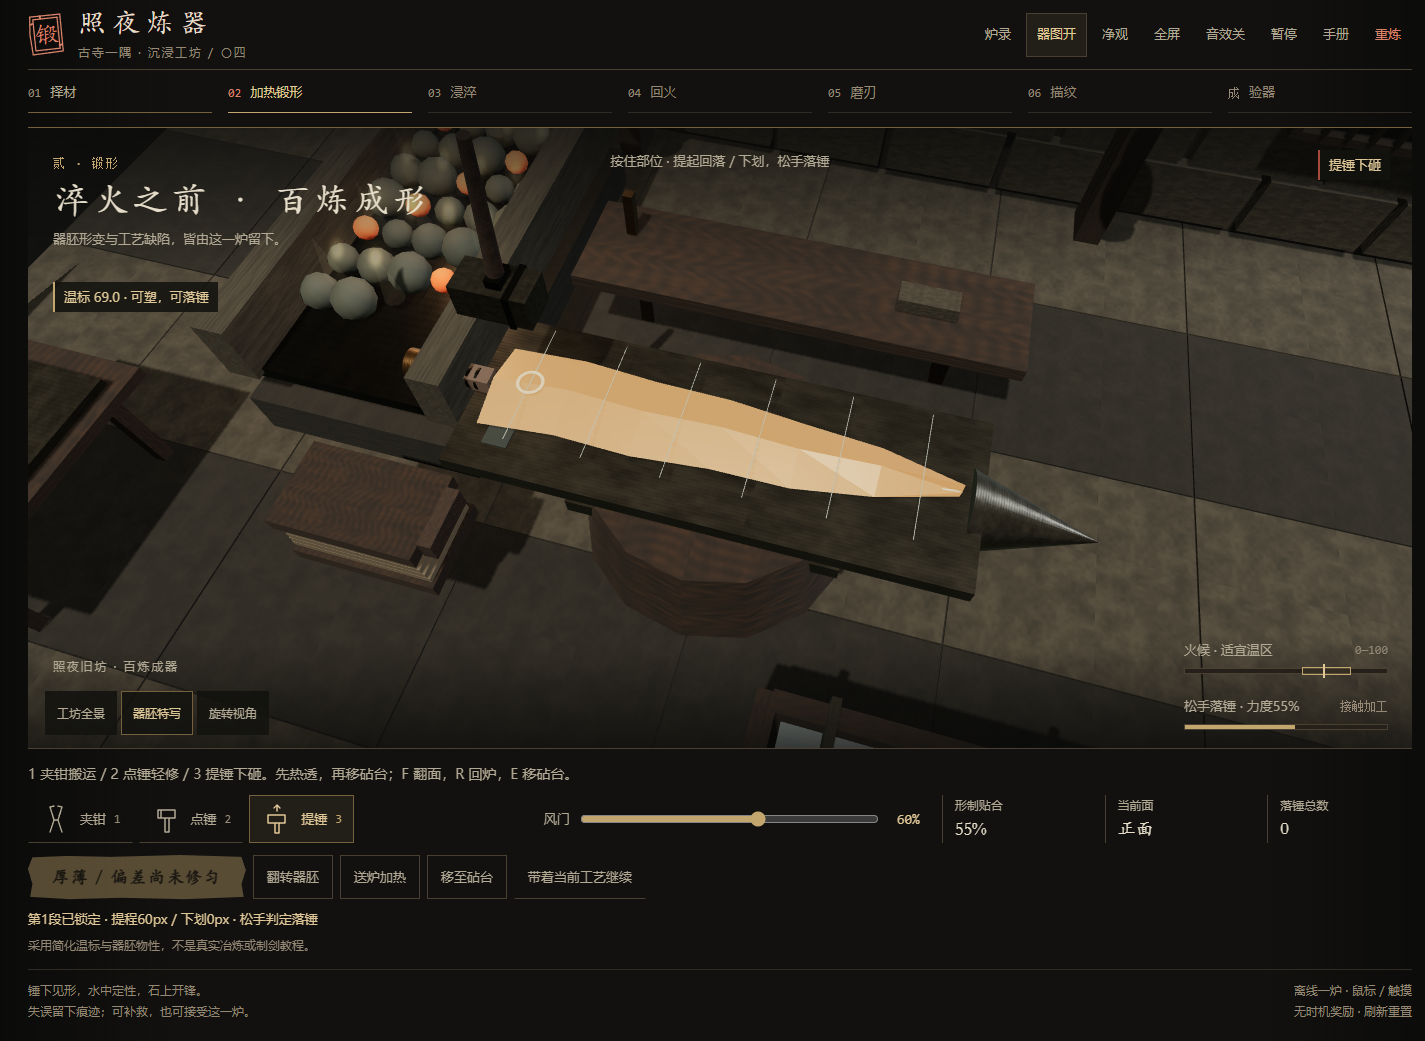 锻
照夜炼器
古寺一隅 · 沉浸工坊 / 〇四
炉录
器图开
净观
全屏
音效关
暂停
手册
重炼
01 择材
02 加热锻形
03 浸淬
04 回火
05 磨刃
06 描纹
成 验器
贰 · 锻形
淬火之前 · 百炼成形
器胚形变与工艺缺陷，皆由这一炉留下。
温标 69.0 · 可塑，可落锤
按住部位 · 提起回落 / 下划，松手落锤
提锤下砸
照夜旧坊 · 百炼成器
工坊全景
器胚特写
旋转视角
火候 · 适宜温区 0—100
松手落锤 · 力度55% 接触加工
1 夹钳搬运 / 2 点锤轻修 / 3 提锤下砸。先热透，再移砧台；F 翻面，R 回炉，E 移砧台。
夹钳 1
点锤 2
提锤 3
风门 60%
形制贴合
55%
当前面
正面
落锤总数
0
厚薄 / 偏差尚未修匀
翻转器胚
送炉加热
移至砧台
带着当前工艺继续
第1段已锁定 · 提程60px / 下划0px · 松手判定落锤
采用简化温标与器胚物性，不是真实冶炼或制剑教程。
锤下见形，水中定性，石上开锋。
失误留下痕迹；可补救，也可接受这一炉。
离线一炉 · 鼠标 / 触摸
无时机奖励 · 刷新重置